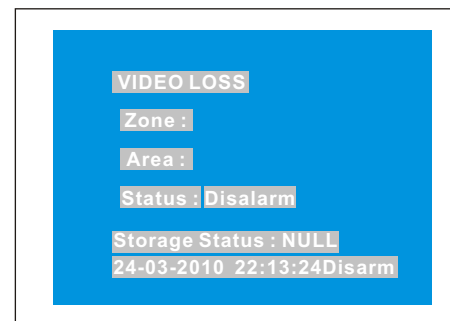 VIDEO LOSS
Zone :
Area :
Status : Disalarm
Storage Status : NULL
24-03-2010 22:13:24Disarm